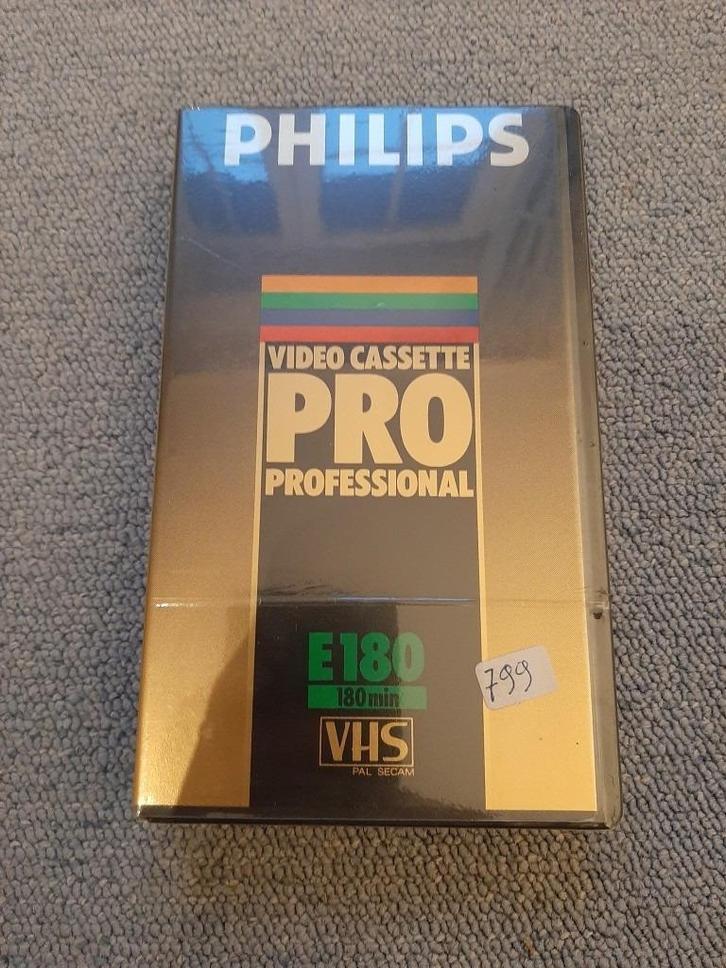 PHILIPS
VIDEO CASSETTE
PRO
PROFESSIONAL
E180
180 min
799
VHS
PAL SECAM